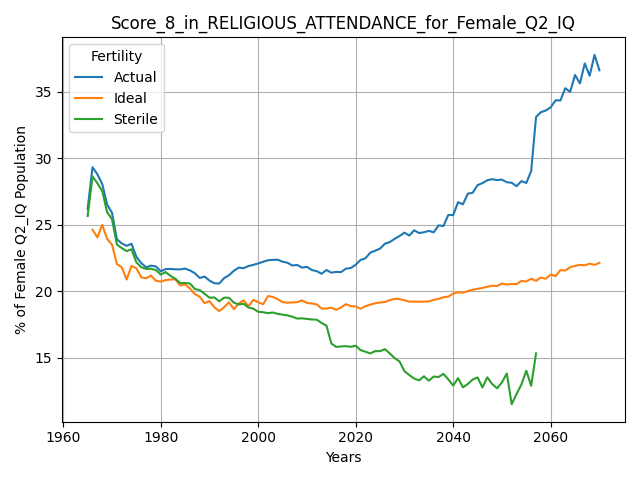 Score_8_in_RELIGIOUS_ATTENDANCE_for_Female_Q2_IQ
Fertility
Actual
Ideal
Sterile
% of Female Q2_IQ Population
35
30
25
20
15
1960
1980
2000
2020
2040
2060
Years